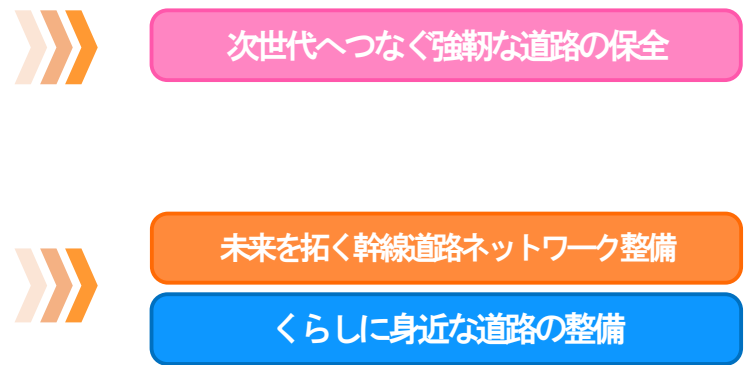 次世代へつなぐ強靭な道路の保全
未来を拓く幹線道路ネットワーク整備
くらしに身近な道路の整備